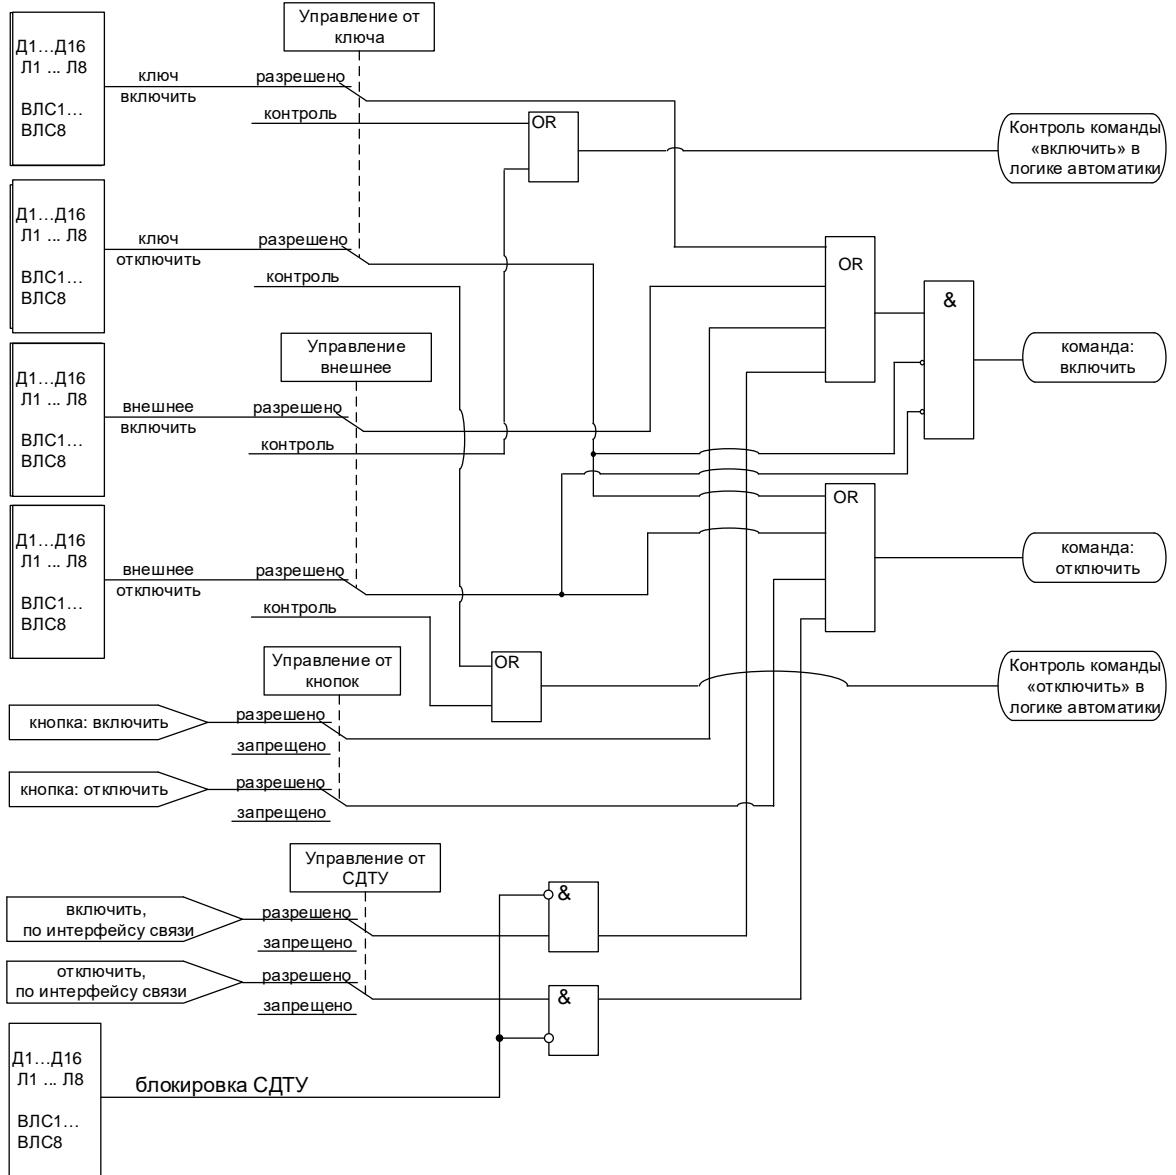 Управление от
ключа
Д1...Д16
Л1 ... Л8
ВЛС1...
ВЛС8
ключ
включить
разрешено
контроль
OR
Контроль команды
«включить» в
логике автоматики
Д1...Д16
Л1 ... Л8
ВЛС1...
ВЛС8
ключ
отключить
разрешено
контроль
OR
&
Управление
внешнее
команда:
включить
Д1...Д16
Л1 ... Л8
ВЛС1...
ВЛС8
внешнее
включить
разрешено
контроль
OR
Д1...Д16
Л1 ... Л8
ВЛС1...
ВЛС8
внешнее
отключить
разрешено
контроль
команда:
отключить
Управление от
кнопок
OR
Контроль команды
«отключить» в
логике автоматики
кнопка: включить
разрешено
запрещено
кнопка: отключить
разрешено
запрещено
Управление от
СДТУ
включить,
по интерфейсу связи
разрешено
запрещено
&
отключить,
по интерфейсу связи
разрешено
запрещено
&
Д1...Д16
Л1 ... Л8
ВЛС1...
ВЛС8
блокировка СДТУ